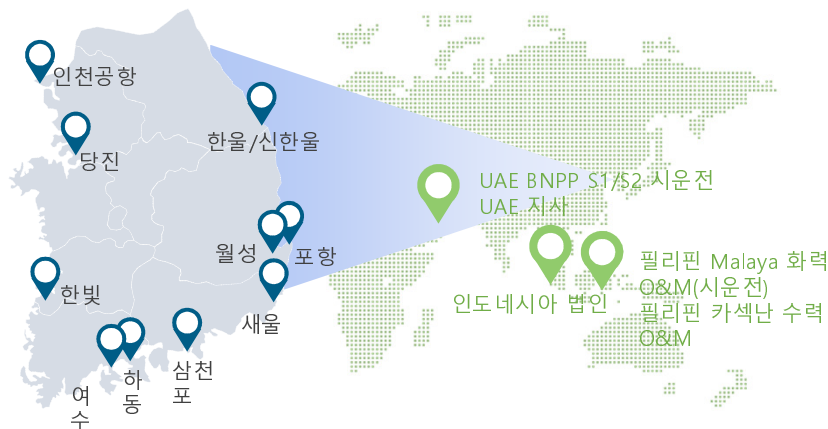 인천공항
당진
한울/신한울
월성
포항
한빛
새울
여
수
하
동
삼천
포
UAE BNPP S1/S2 시운전
UAE 지사
인도네시아 법인
필리핀 Malaya 화력
O&M(시운전)
필리핀 카섹난 수력
O&M